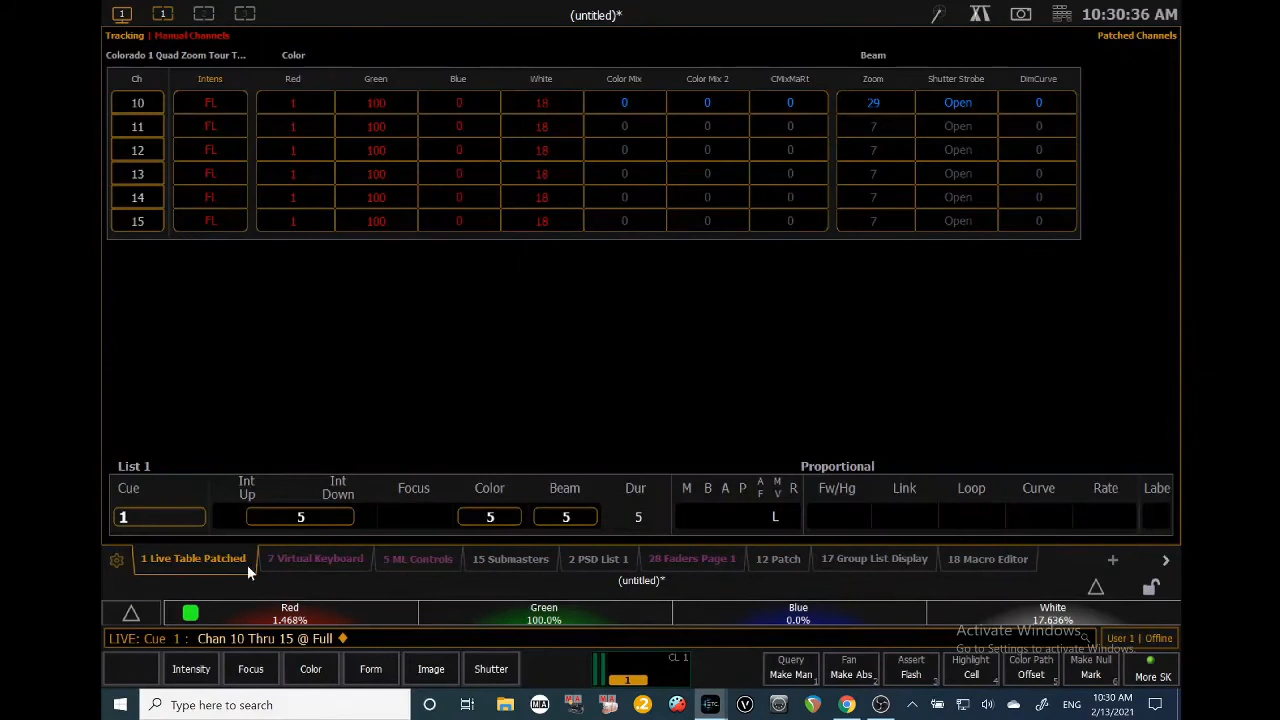 1 1 (untitled)* 10:30:36 AM
Tracking | Manual Channels Patched Channels
Colorado 1 Quad Zoom Tour T... Color Beam
Ch Intens Red Green Blue White Color Mix Color Mix 2 CMixMaRt Zoom Shutter Strobe DimCurve
10 FL 1 100 0 18 0 0 0 29 Open 0
11 FL 1 100 0 18 0 0 0 7 Open 0
12 FL 1 100 0 18 0 0 0 7 Open 0
13 FL 1 100 0 18 0 0 0 7 Open 0
14 FL 1 100 0 18 0 0 0 7 Open 0
15 FL 1 100 0 18 0 0 0 7 Open 0
List 1 Proportional
Cue Int Up Int Down Focus Color Beam Dur M B A P AF MV R Fw/Hg Link Loop Curve Rate Labe
1 5 5 5 5 L
1 Live Table Patched 7 Virtual Keyboard 5 ML Controls 15 Submasters 2 PSD List 1 28 Faders Page 1 12 Patch 17 Group List Display 18 Macro Editor
(untitled)*
Red Green Blue White
1.468% 100.0% 0.0% 17.636%
Activate Windows
LIVE: Cue 1 : Chan 10 Thru 15 @ Full User 1 | Offline
Go to Settings to activate Windows.
Intensity Focus Color Form Image Shutter CL 1 1 Query Make Man 1 Fan Make Abs 2 Assert Flash 3 Highlight Cell 4 Color Path Offset 5 Make Null Mark 6 More SK
Type here to search ENG 10:30 AM
2/13/2021